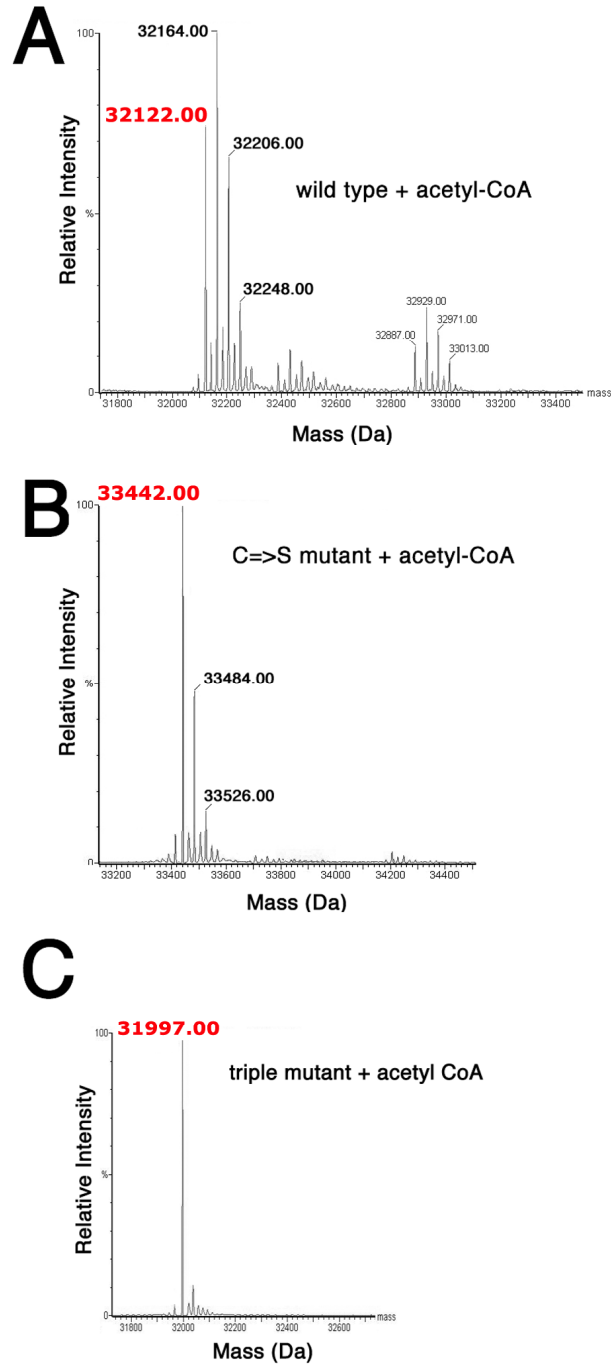 A
100
32164.00
32122.00
32206.00
wild type + acetyl-CoA
Relative Intensity
%
32248.00
32929.00
32971.00
32887.00
33013.00
0
mass
31800 32000 32200 32400 32600 32800 33000 33200 33400
Mass (Da)
B
33442.00
100
C=>S mutant + acetyl-CoA
33484.00
Relative Intensity
%
33526.00
0
33200 33400 33600 33800 34000 34200 34400
Mass (Da)
C
31997.00
100
triple mutant + acetyl CoA
Relative Intensity
%
0
mass
31800 32000 32200 32400 32600
Mass (Da)